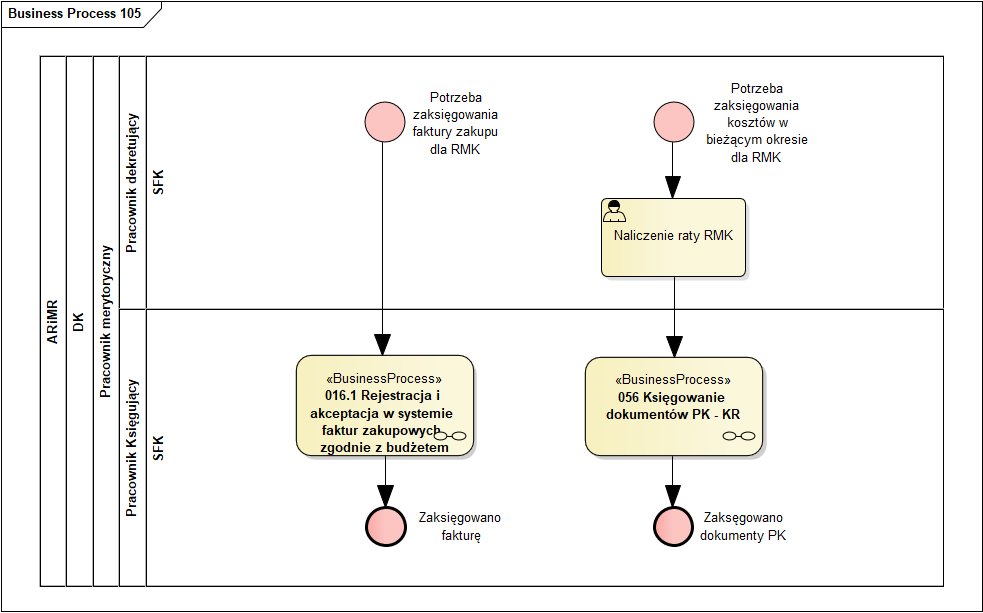 Business Process 105
ARiMR
DK
Pracownik merytoryczny
Pracownik dekretujący
SFK
Potrzeba
zaksięgowania
faktury zakupu
dla RMK
Potrzeba
zaksięgowania
kosztów w
bieżącym okresie
dla RMK
Naliczenie raty RMK
Pracownik Księgujący
SFK
«BusinessProcess»
016.1 Rejestracja i
akceptacja w systemie
faktur zakupowych
zgodnie z budżetem
«BusinessProcess»
056 Księgowanie
dokumentów PK - KR
Zaksięgowano
fakturę
Zaksęgowano
dokumenty PK